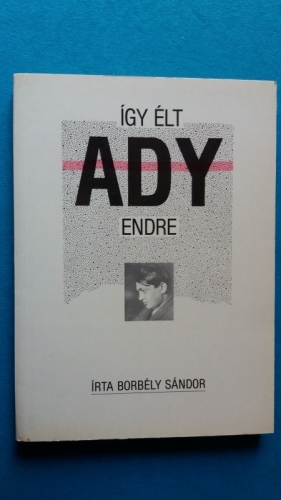 ÍGY ÉLT
ADY
ENDRE
ÍRTA BORBÉLY SÁNDOR